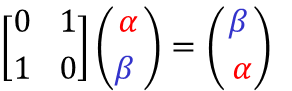 [0 1] (α) = (β)
[1 0] (β) (α)